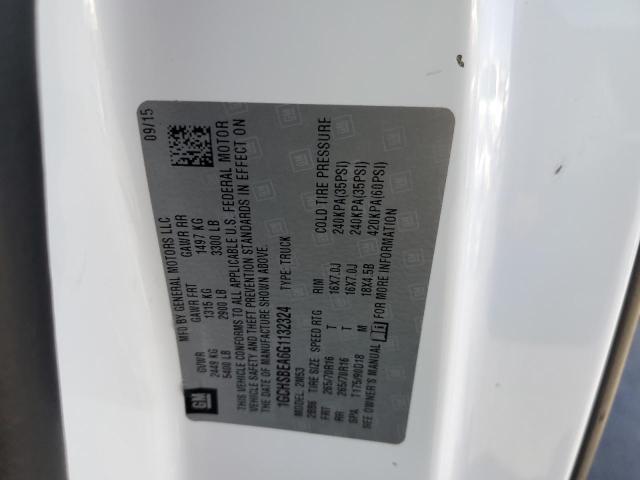 GM
MFD BY GENERAL MOTORS LLC 09/15
GVWR GAWR FRT GAWR RR
2449 KG 1315 KG 1497 KG
5400 LB 2900 LB 3300 LB
THIS VEHICLE CONFORMS TO ALL APPLICABLE U.S. FEDERAL MOTOR
VEHICLE SAFETY AND THEFT PREVENTION STANDARDS IN EFFECT ON
THE DATE OF MANUFACTURE SHOWN ABOVE.
1GCHSBEA6G1132324 TYPE: TRUCK
MODEL: 2M53
TIRE SIZE SPEED RTG RIM COLD TIRE PRESSURE
FRT 265/70R16 T 16X7.0J 240KPA(35PSI)
RR 265/70R16 T 16X7.0J 240KPA(35PSI)
SPA T175/90D18 M 18X4.5B 420KPA(60PSI)
SEE OWNER'S MANUAL FOR MORE INFORMATION